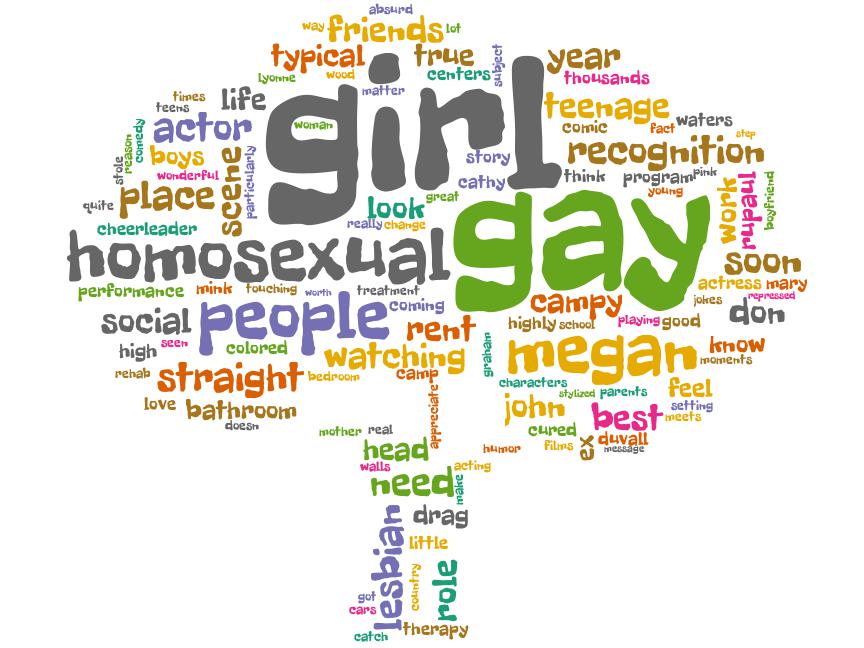 absurd
way friends lot
typical true subject year
lyonne wood centers thousands
times life matter
teens girl teenage
comedy actor woman comic fact waters
reason boys story recognition step
stole wonderful scene particularly cathy think program pink
quite place look great young work rupaul boyfriend
cheerleader really change
homosexual gay soon
performance mink touching worth treatment actress mary
social people coming campy jokes repressed
high seen colored rent highly school playing good don
rehab straight watching graham megan know
bedroom camp moments
love bathroom appreciate characters stylized parents feel
doesn john best setting
mother real cured meets
head humor films ex duvall
walls acting message
need make
lesbian drag
little
got country role
cars
catch therapy